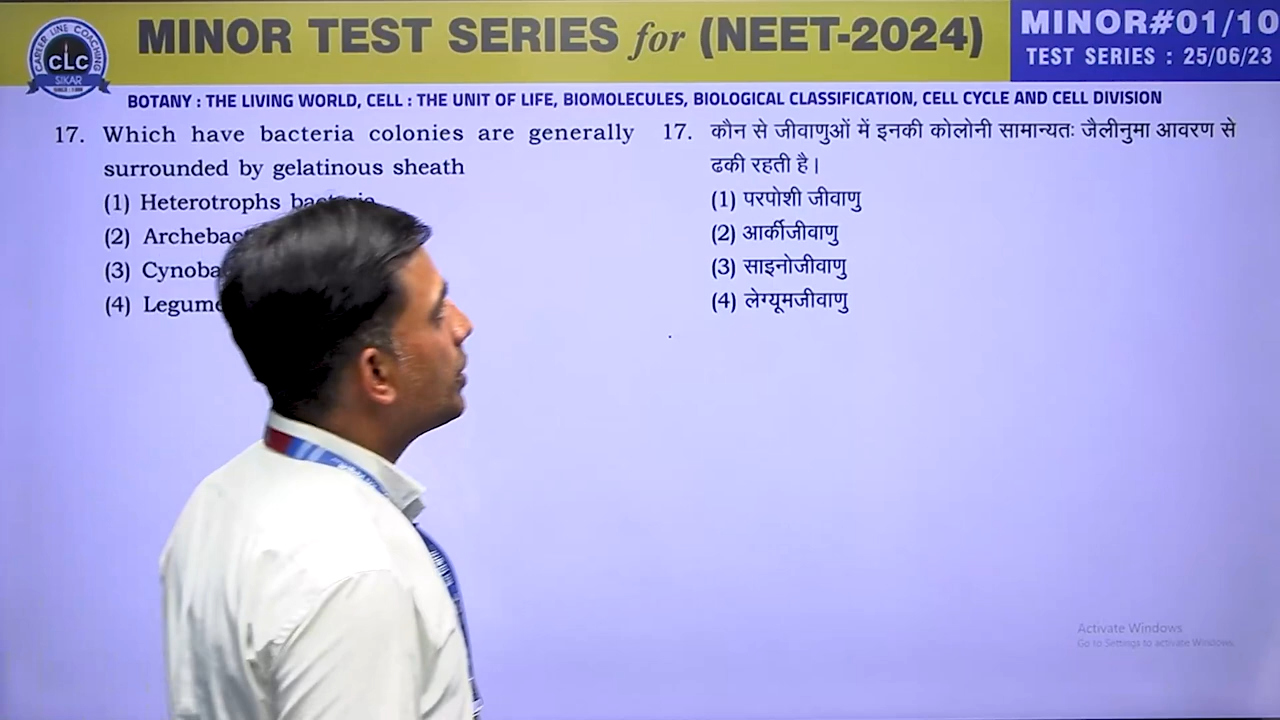 MINOR TEST SERIES for (NEET-2024)
MINOR#01/10
TEST SERIES : 25/06/23
CAREER LINE COACHING
CLC
SIKAR
BOTANY : THE LIVING WORLD, CELL : THE UNIT OF LIFE, BIOMOLECULES, BIOLOGICAL CLASSIFICATION, CELL CYCLE AND CELL DIVISION
17. Which have bacteria colonies are generally
surrounded by gelatinous sheath
(1) Heterotrophs
(2)
(3)
(4)
17. कौन से जीवाणुओं में इनकी कोलोनी सामान्यतः जैलीनुमा आवरण से
ढकी रहती है।
(1) परपोशी जीवाणु
(2) आर्कीजीवाणु
(3) साइनोजीवाणु
(4) लेग्यूमजीवाणु
Activate Windows
Go to Settings to activate Windows.